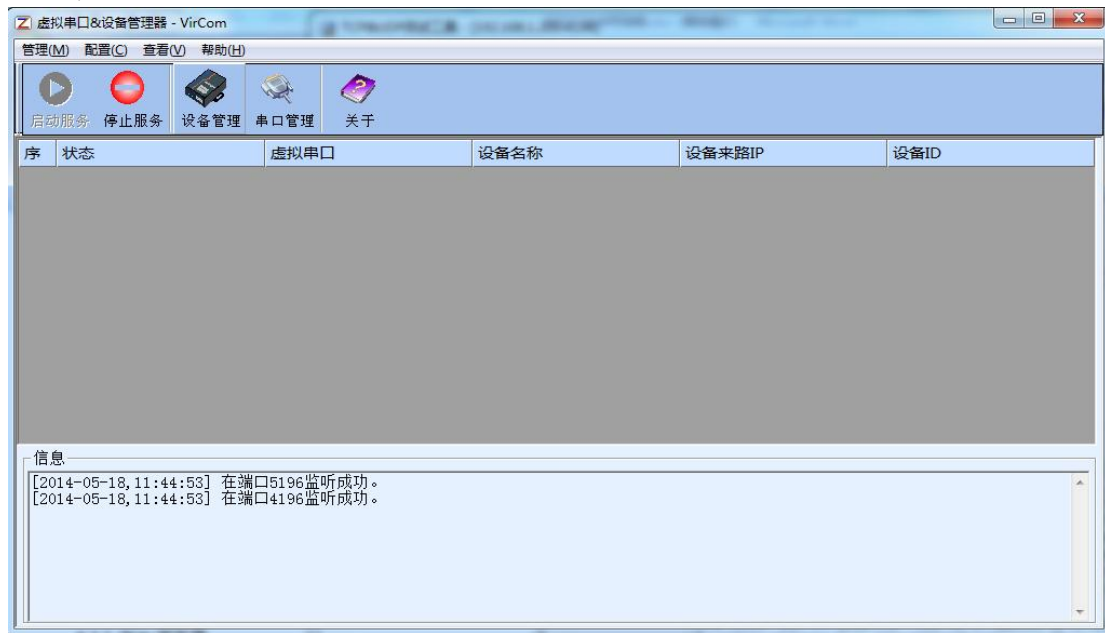 虚拟串口&设备管理器 - VirCom
管理(M) 配置(C) 查看(V) 帮助(H)
启动服务 停止服务 设备管理 串口管理 关于
序 状态 虚拟串口 设备名称 设备来路IP 设备ID
信息
[2014-05-18,11:44:53] 在端口5196监听成功。
[2014-05-18,11:44:53] 在端口4196监听成功。